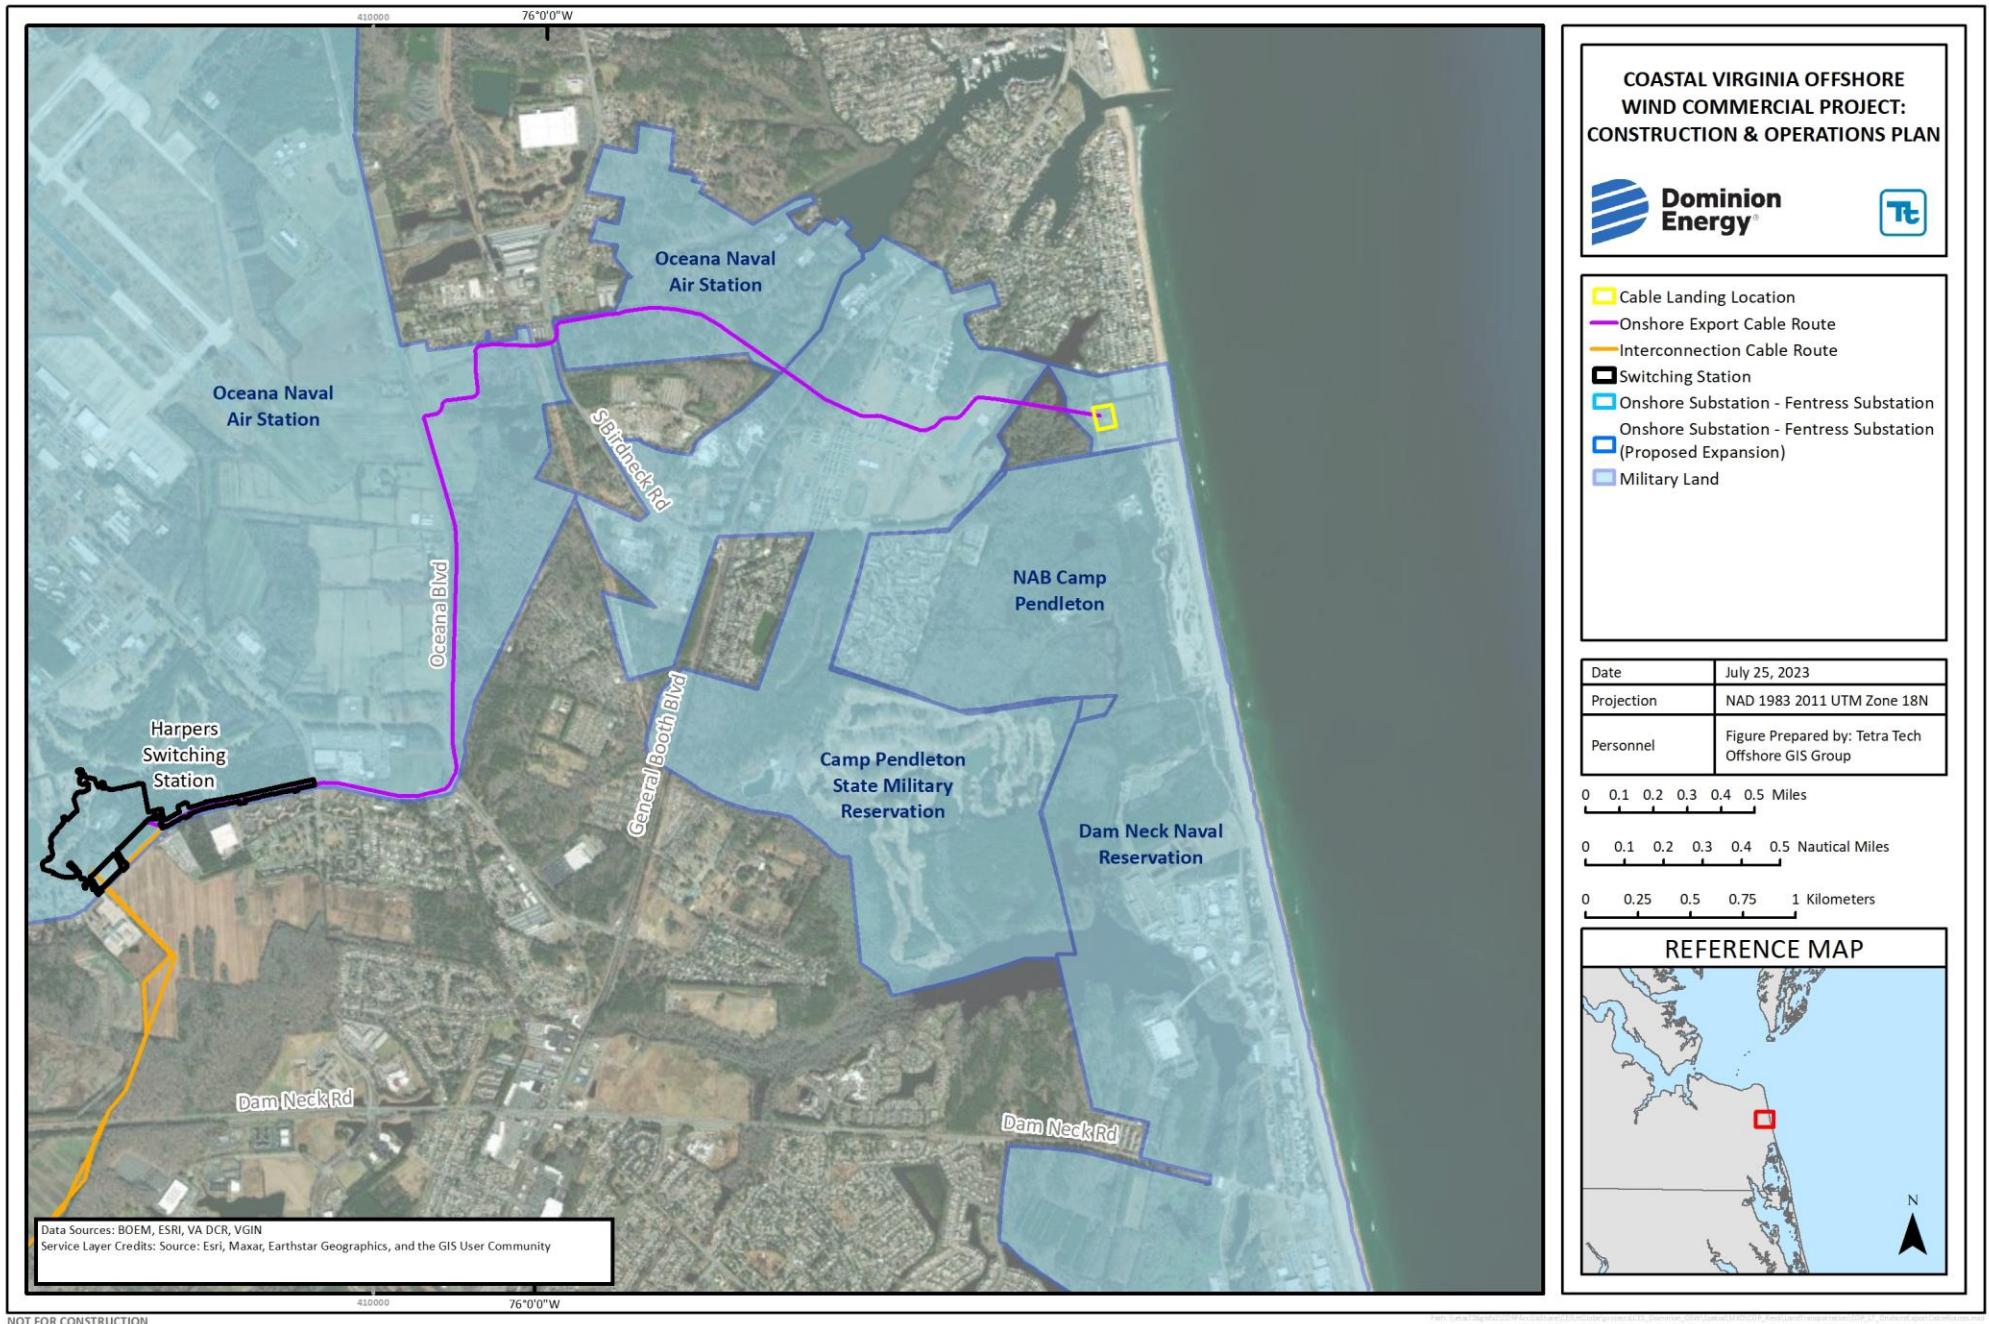 410000
76°0'0"W
Oceana Naval
Air Station
Oceana Naval
Air Station
S Birdneck Rd
Oceana Blvd
NAB Camp
Pendleton
General Booth Blvd
Harpers
Switching
Station
Camp Pendleton
State Military
Reservation
Dam Neck Naval
Reservation
Dam Neck Rd
Dam Neck Rd
Data Sources: BOEM, ESRI, VA DCR, VGIN
Service Layer Credits: Source: Esri, Maxar, Earthstar Geographics, and the GIS User Community
410000
76°0'0"W
NOT FOR CONSTRUCTION
COASTAL VIRGINIA OFFSHORE
WIND COMMERCIAL PROJECT:
CONSTRUCTION & OPERATIONS PLAN
Dominion
Energy®
Tt
Cable Landing Location
Onshore Export Cable Route
Interconnection Cable Route
Switching Station
Onshore Substation - Fentress Substation
Onshore Substation - Fentress Substation
(Proposed Expansion)
Military Land
Date July 25, 2023
Projection NAD 1983 2011 UTM Zone 18N
Personnel Figure Prepared by: Tetra Tech
Offshore GIS Group
0 0.1 0.2 0.3 0.4 0.5 Miles
0 0.1 0.2 0.3 0.4 0.5 Nautical Miles
0 0.25 0.5 0.75 1 Kilometers
REFERENCE MAP
N